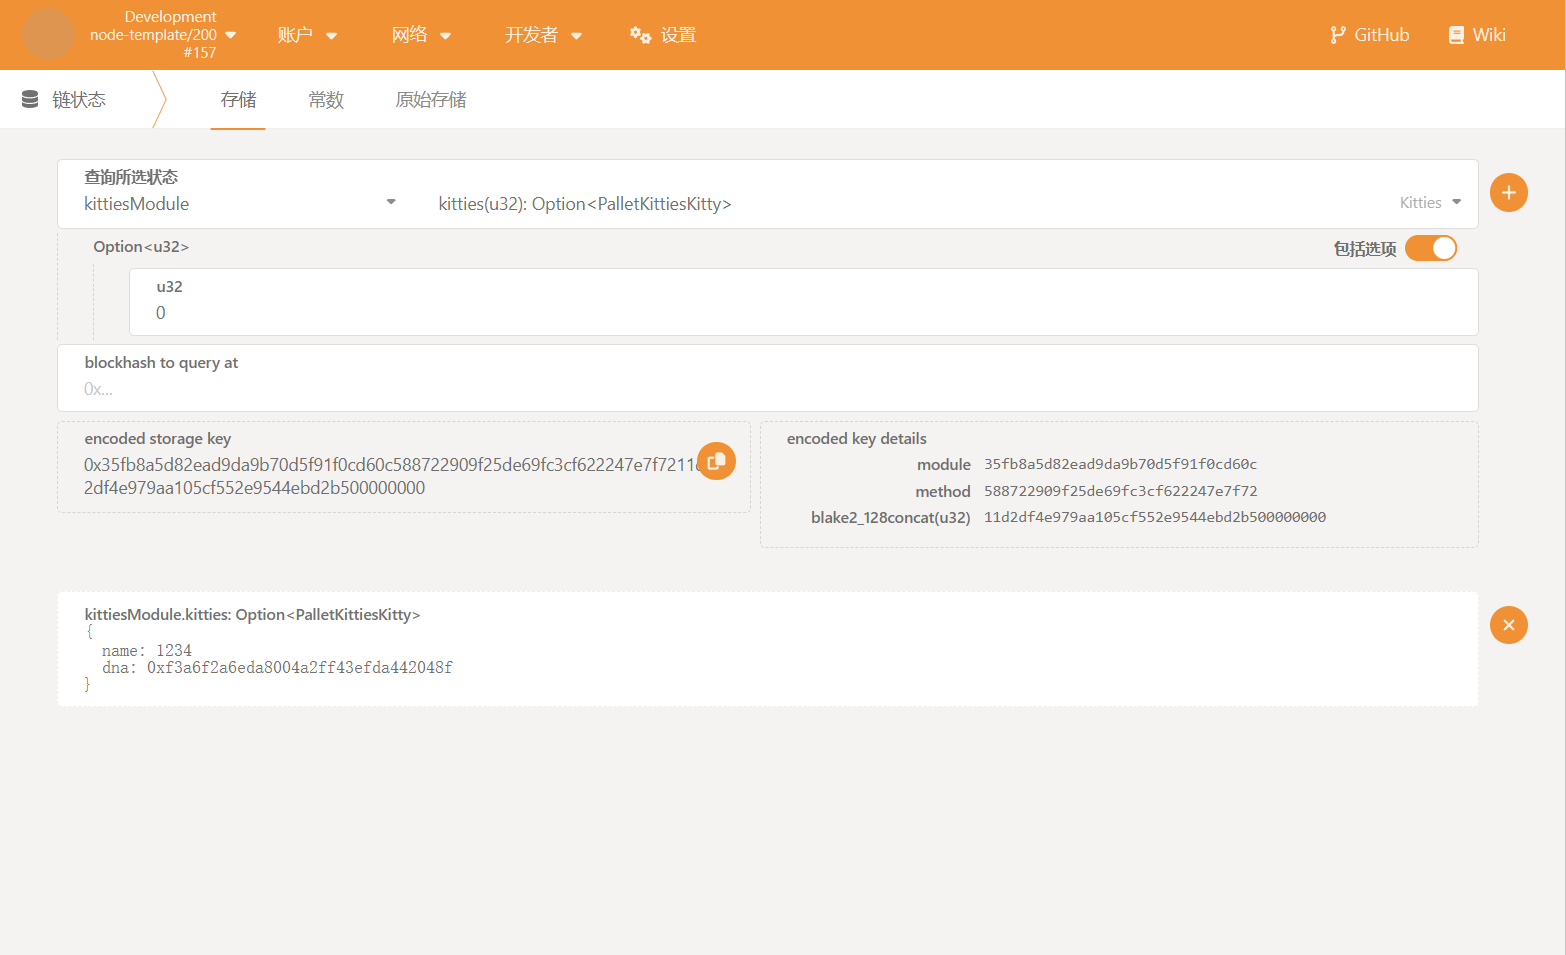 Development
node-template/200
#157
账户
网络
开发者
设置
GitHub
Wiki
链状态
存储
常数
原始存储
查询所选状态
kittiesModule
kitties(u32): Option<PalletKittiesKitty>
Kitties
Option<u32>
包括选项
u32
0
blockhash to query at
0x...
encoded storage key
0x35fb8a5d82ead9da9b70d5f91f0cd60c588722909f25de69fc3cf622247e7f7211
2df4e979aa105cf552e9544ebd2b500000000
encoded key details
module 35fb8a5d82ead9da9b70d5f91f0cd60c
method 588722909f25de69fc3cf622247e7f72
blake2_128concat(u32) 11d2df4e979aa105cf552e9544ebd2b500000000
kittiesModule.kitties: Option<PalletKittiesKitty>
{
name: 1234
dna: 0xf3a6f2a6eda8004a2ff43efda442048f
}